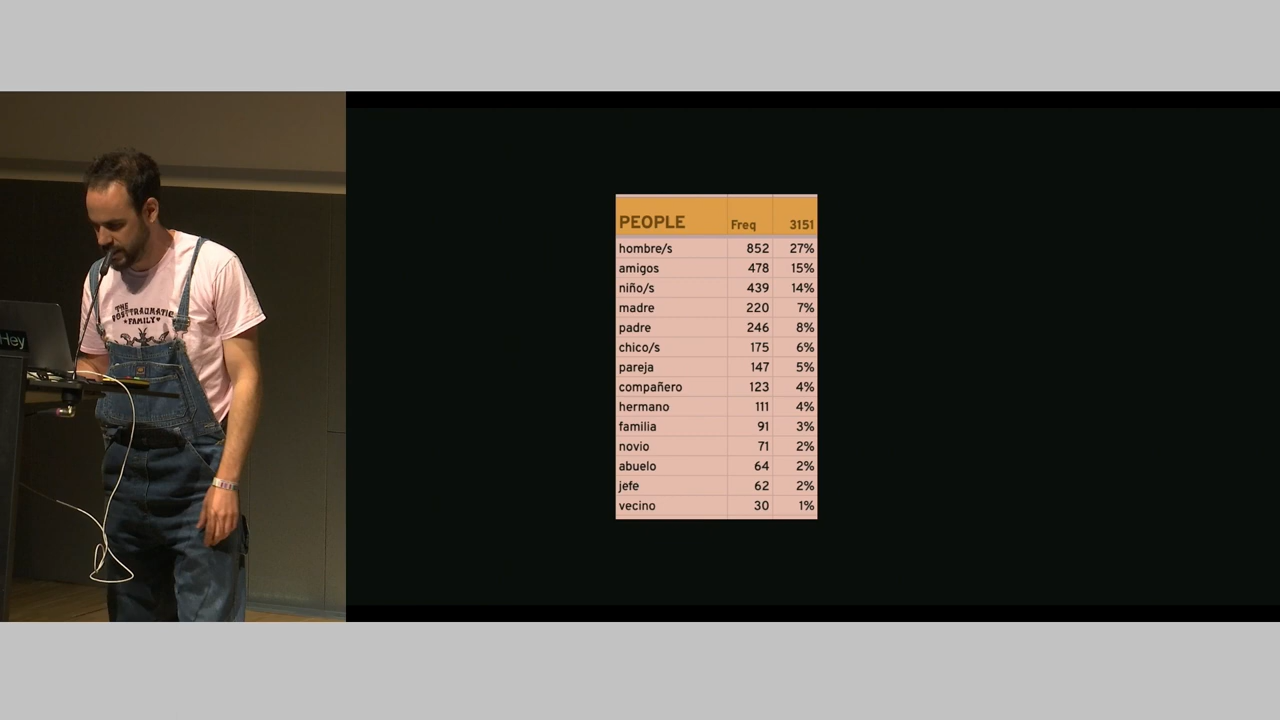 THE
POSTTRAUMATIC
FAMILY
Hey
PEOPLE Freq 3151
hombre/s 852 27%
amigos 478 15%
niño/s 439 14%
madre 220 7%
padre 246 8%
chico/s 175 6%
pareja 147 5%
compañero 123 4%
hermano 111 4%
familia 91 3%
novio 71 2%
abuelo 64 2%
jefe 62 2%
vecino 30 1%